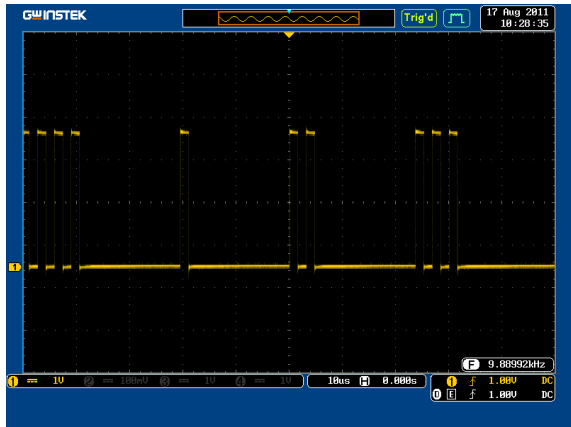 GWINSTEK
Trig'd
17 Aug 2011
10:28:35
1
F 9.88992kHz
1 1V 2 100mV 3 1V 4 1V
10us H 0.000s
1 1.00V DC
D E 1.00V DC